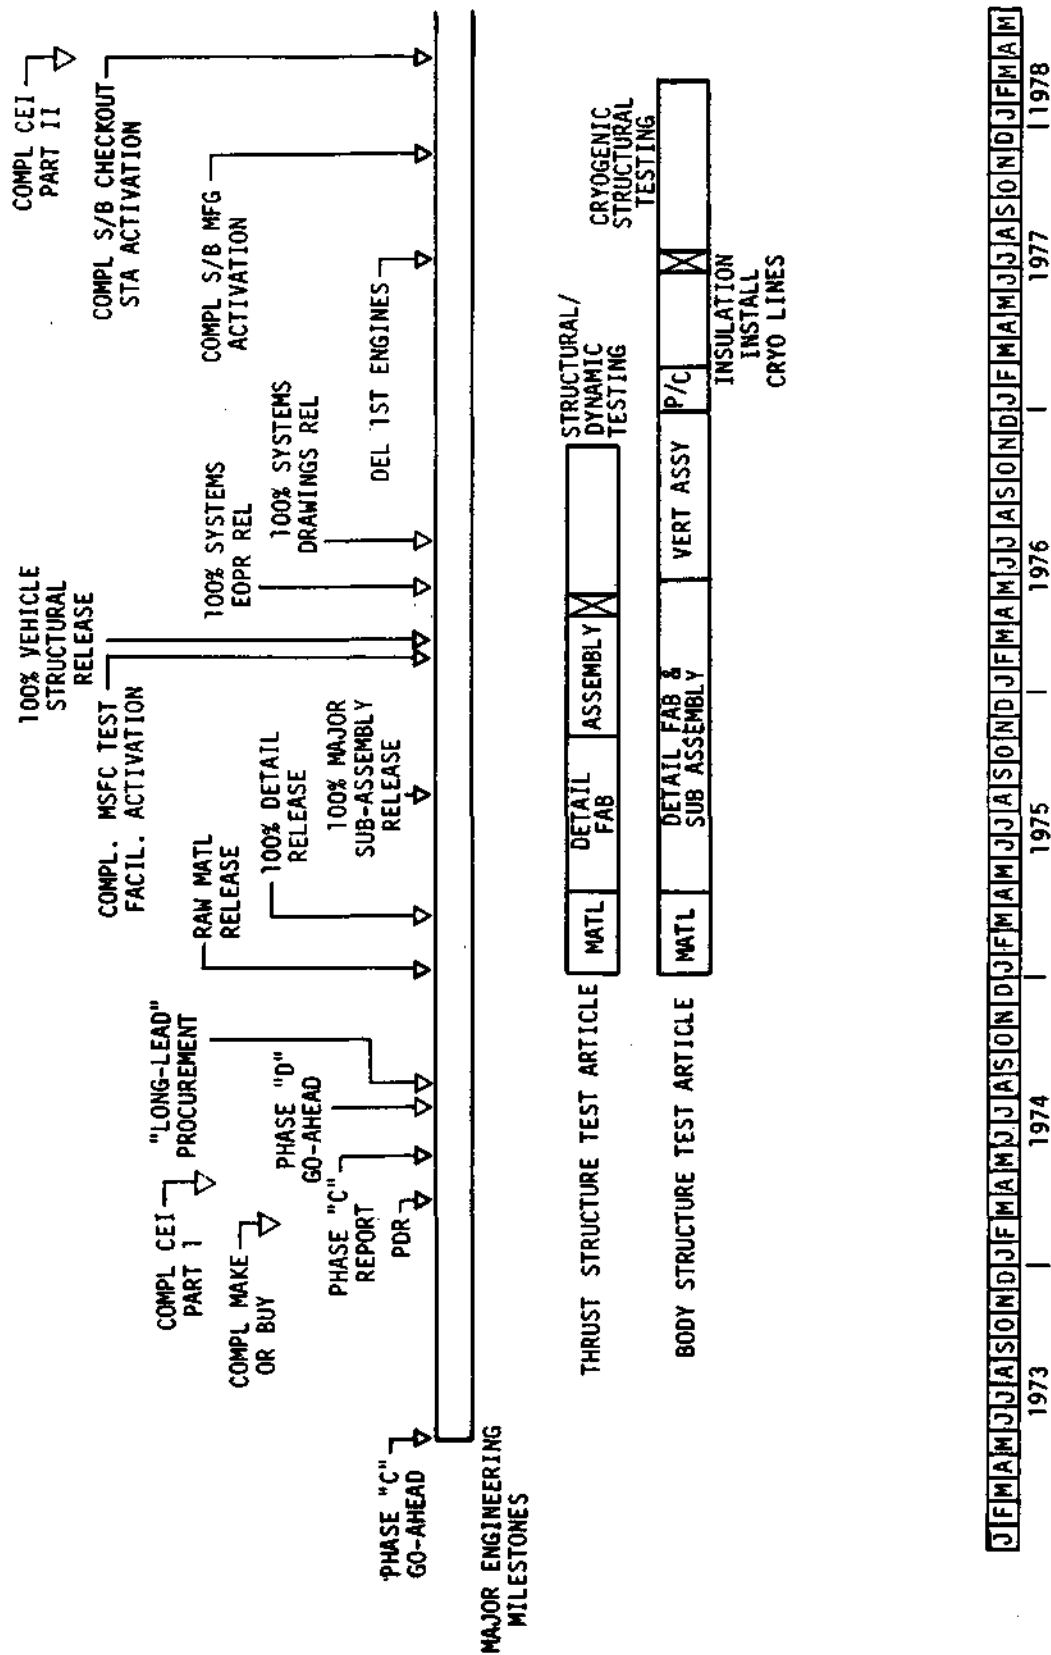 COMPL CEI
PART II
COMPL S/B CHECKOUT
STA ACTIVATION
COMPL S/B MFG
ACTIVATION
DEL 1ST ENGINES
100% SYSTEMS
DRAWINGS REL
100% SYSTEMS
EOPR REL
100% VEHICLE
STRUCTURAL
RELEASE
COMPL. MSFC TEST
FACIL. ACTIVATION
100% MAJOR
SUB-ASSEMBLY
RELEASE
100% DETAIL
RELEASE
RAW MATL
RELEASE
"LONG-LEAD"
PROCUREMENT
PHASE "D"
GO-AHEAD
COMPL CEI
PART 1
COMPL MAKE
OR BUY
PHASE "C"
REPORT
PDR
PHASE "C"
GO-AHEAD
MAJOR ENGINEERING
MILESTONES
THRUST STRUCTURE TEST ARTICLE
MATL
DETAIL
FAB
ASSEMBLY
STRUCTURAL/
DYNAMIC
TESTING
BODY STRUCTURE TEST ARTICLE
MATL
DETAIL FAB &
SUB ASSEMBLY
VERT ASSY
P/C
INSULATION
INSTALL
CRYO LINES
CRYOGENIC
STRUCTURAL
TESTING
J F M A M J J A S O N D J F M A M J J A S O N D J F M A M J J A S O N D J F M A M J J A S O N D J F M A M J J A S O N D J F M A M
1973 1974 1975 1976 1977 1978